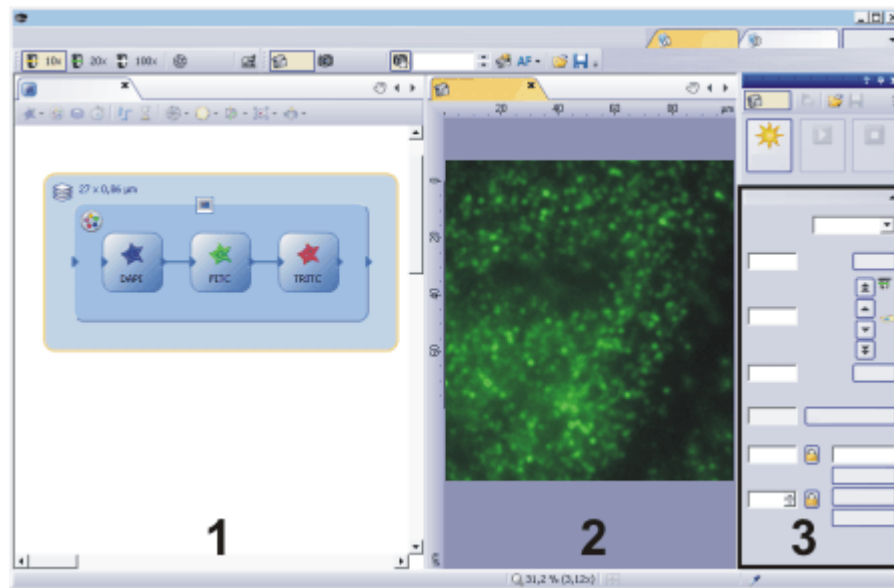 10x 20x 100x AF
20 40 60 80 µm
27 x 0,86 µm
DAPI FITC TRITC
0
20
40
60
µm
1 2 3
31,2 % (3,12x)